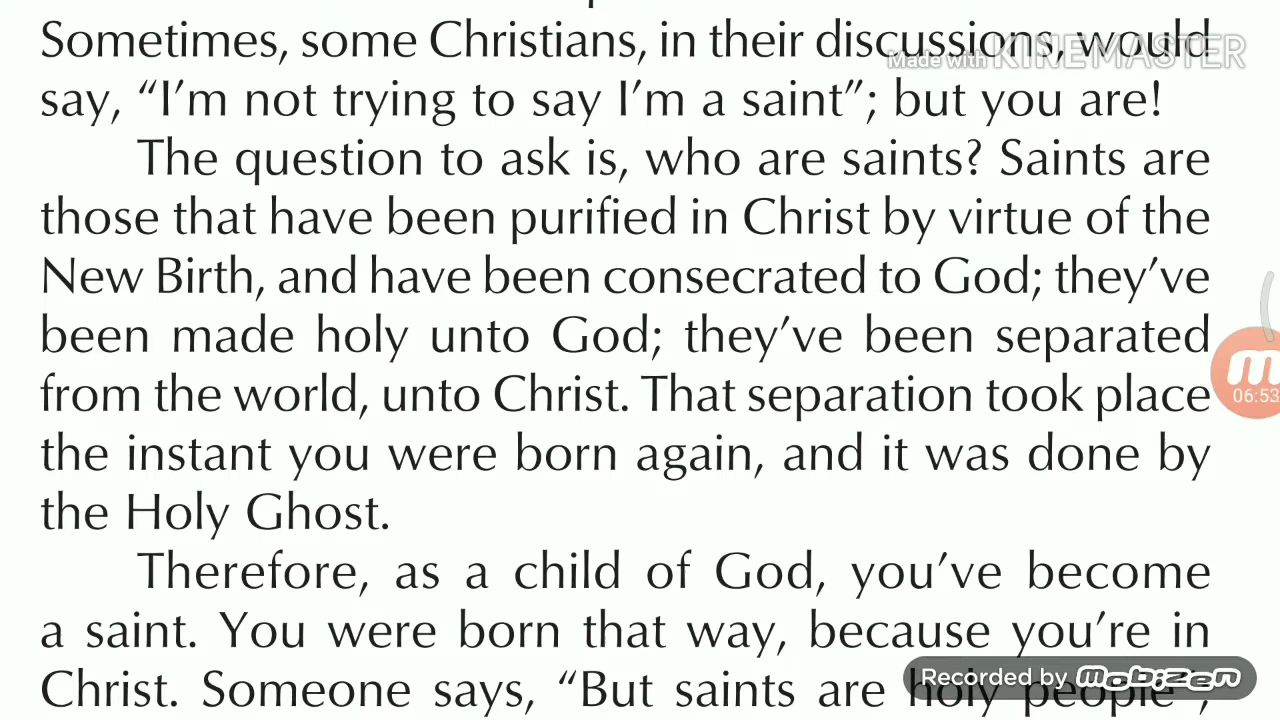 Sometimes, some Christians, in their discussions, would
Made with KINEMASTER
say, “I’m not trying to say I’m a saint”; but you are!
The question to ask is, who are saints? Saints are
those that have been purified in Christ by virtue of the
New Birth, and have been consecrated to God; they’ve
been made holy unto God; they’ve been separated
from the world, unto Christ. That separation took place
06:53
the instant you were born again, and it was done by
the Holy Ghost.
Therefore, as a child of God, you’ve become
a saint. You were born that way, because you’re in
Christ. Someone says, “But saints are holy people”,
Recorded by mobizen